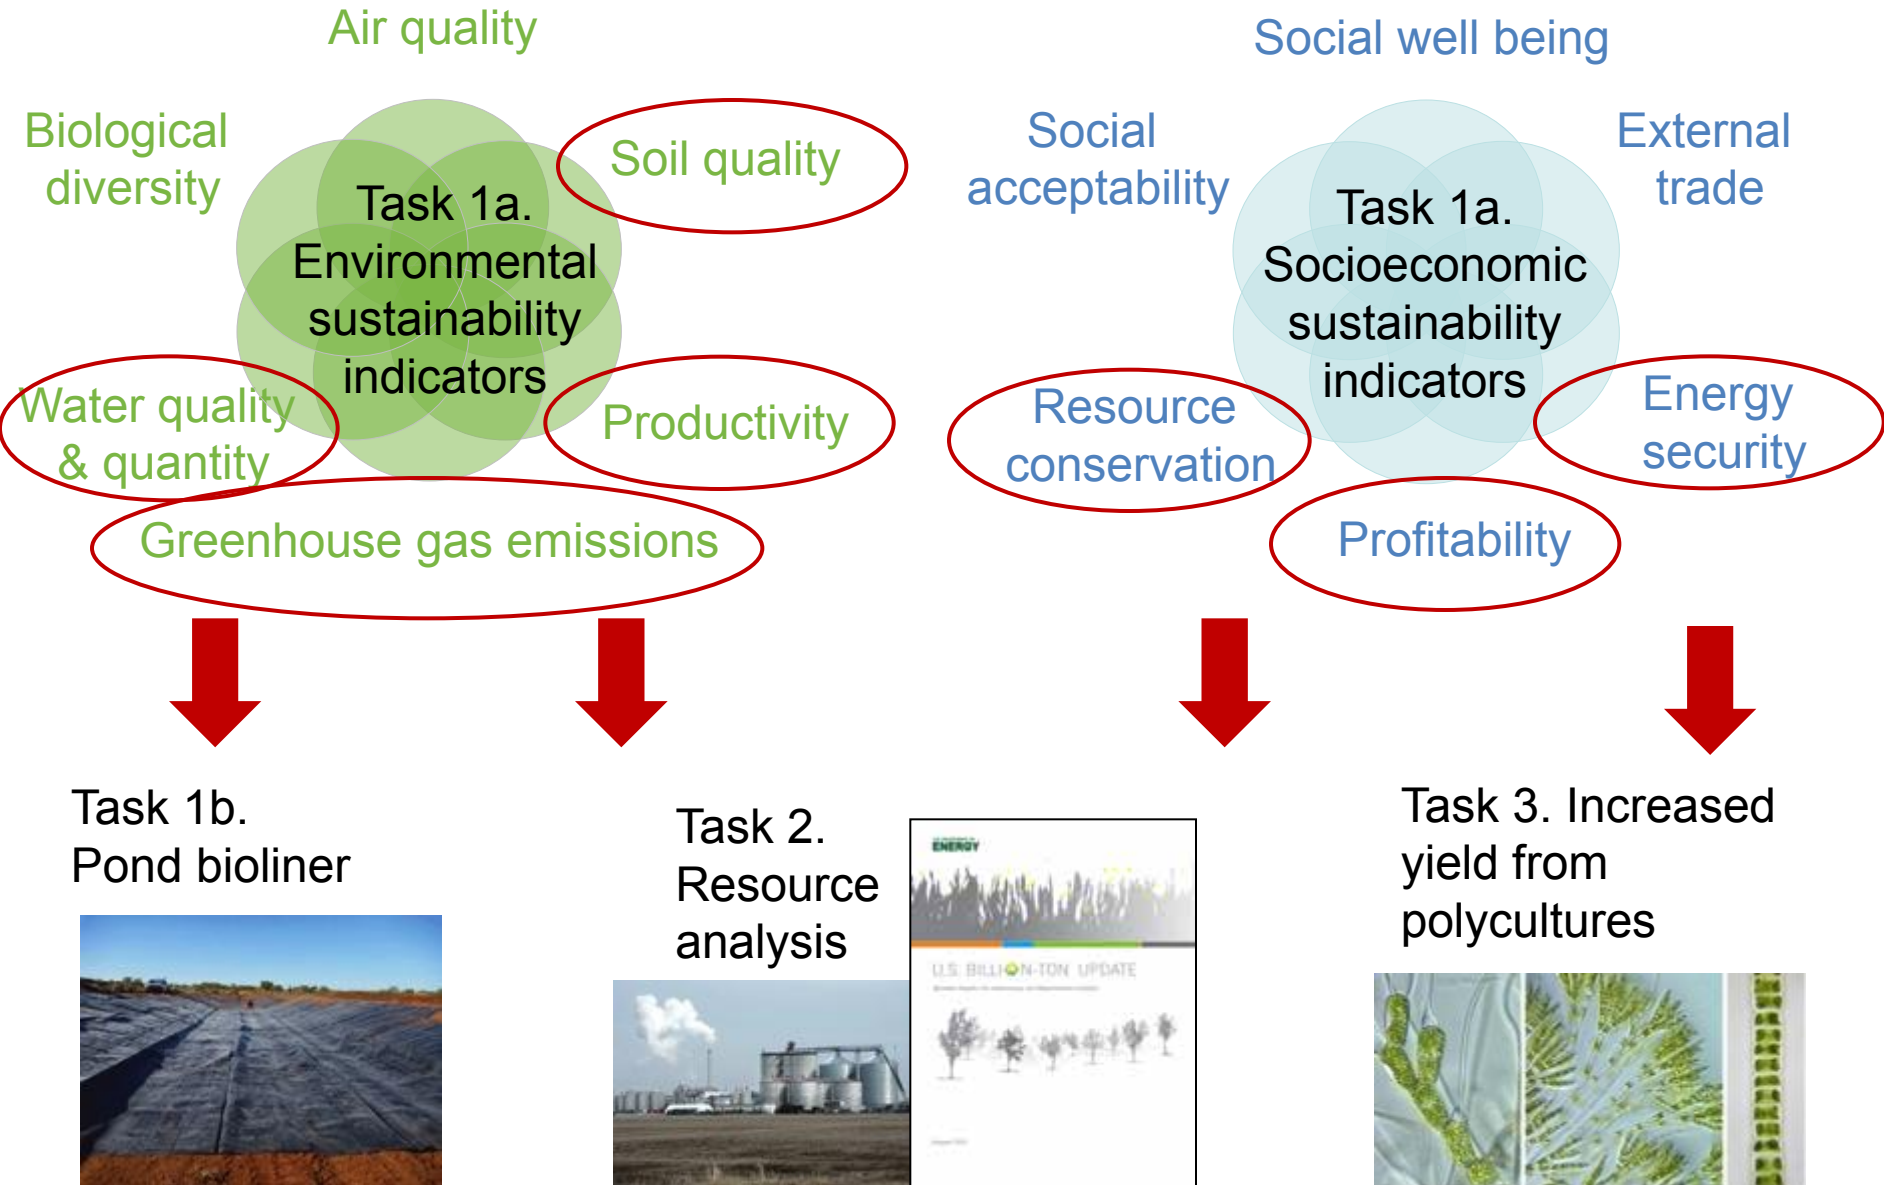 Air quality
Biological
diversity
Soil quality
Task 1a.
Environmental
sustainability
indicators
Water quality
& quantity
Productivity
Greenhouse gas emissions
Social well being
Social
acceptability
External
trade
Task 1a.
Socioeconomic
sustainability
indicators
Resource
conservation
Energy
security
Profitability
Task 1b.
Pond bioliner
Task 2.
Resource
analysis
ENERGY
U.S. BILLION-TON UPDATE
Task 3. Increased
yield from
polycultures